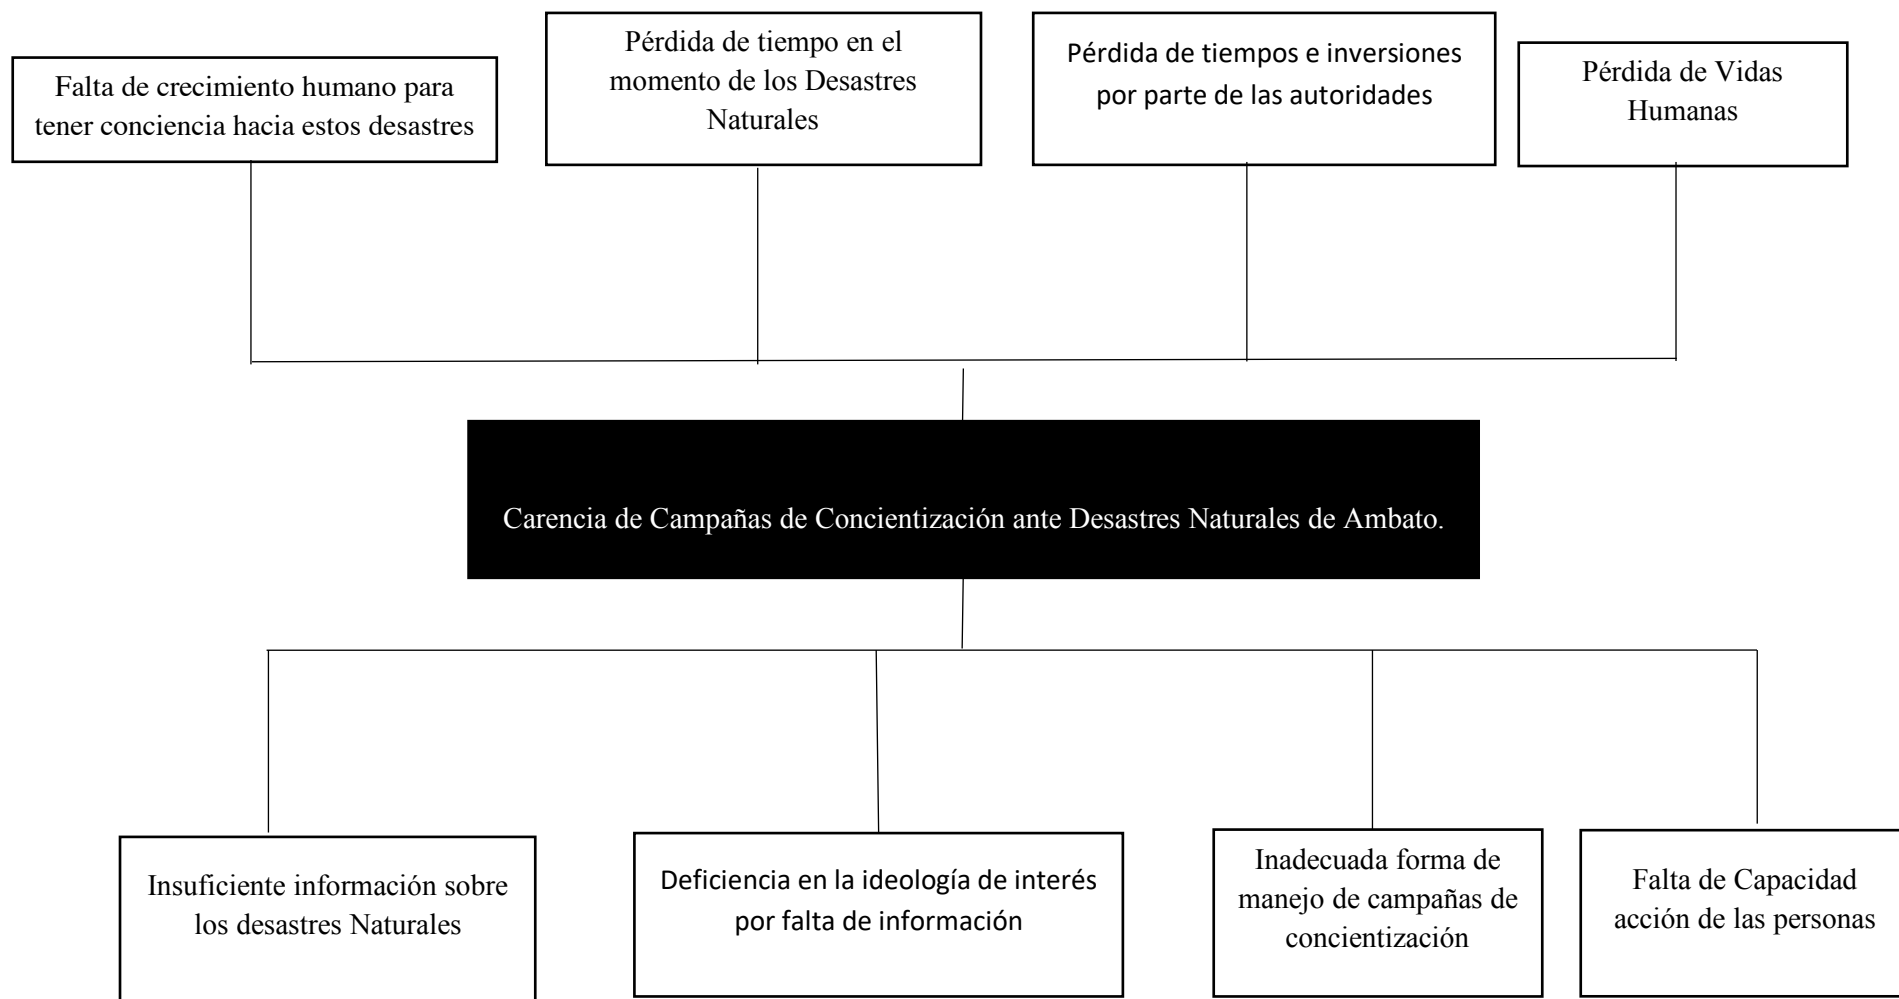 Falta de crecimiento humano para
tener conciencia hacia estos desastres
Pérdida de tiempo en el
momento de los Desastres
Naturales
Pérdida de tiempos e inversiones
por parte de las autoridades
Pérdida de Vidas
Humanas
Carencia de Campañas de Concientización ante Desastres Naturales de Ambato.
Insuficiente información sobre
los desastres Naturales
Deficiencia en la ideología de interés
por falta de información
Inadecuada forma de
manejo de campañas de
concientización
Falta de Capacidad
acción de las personas